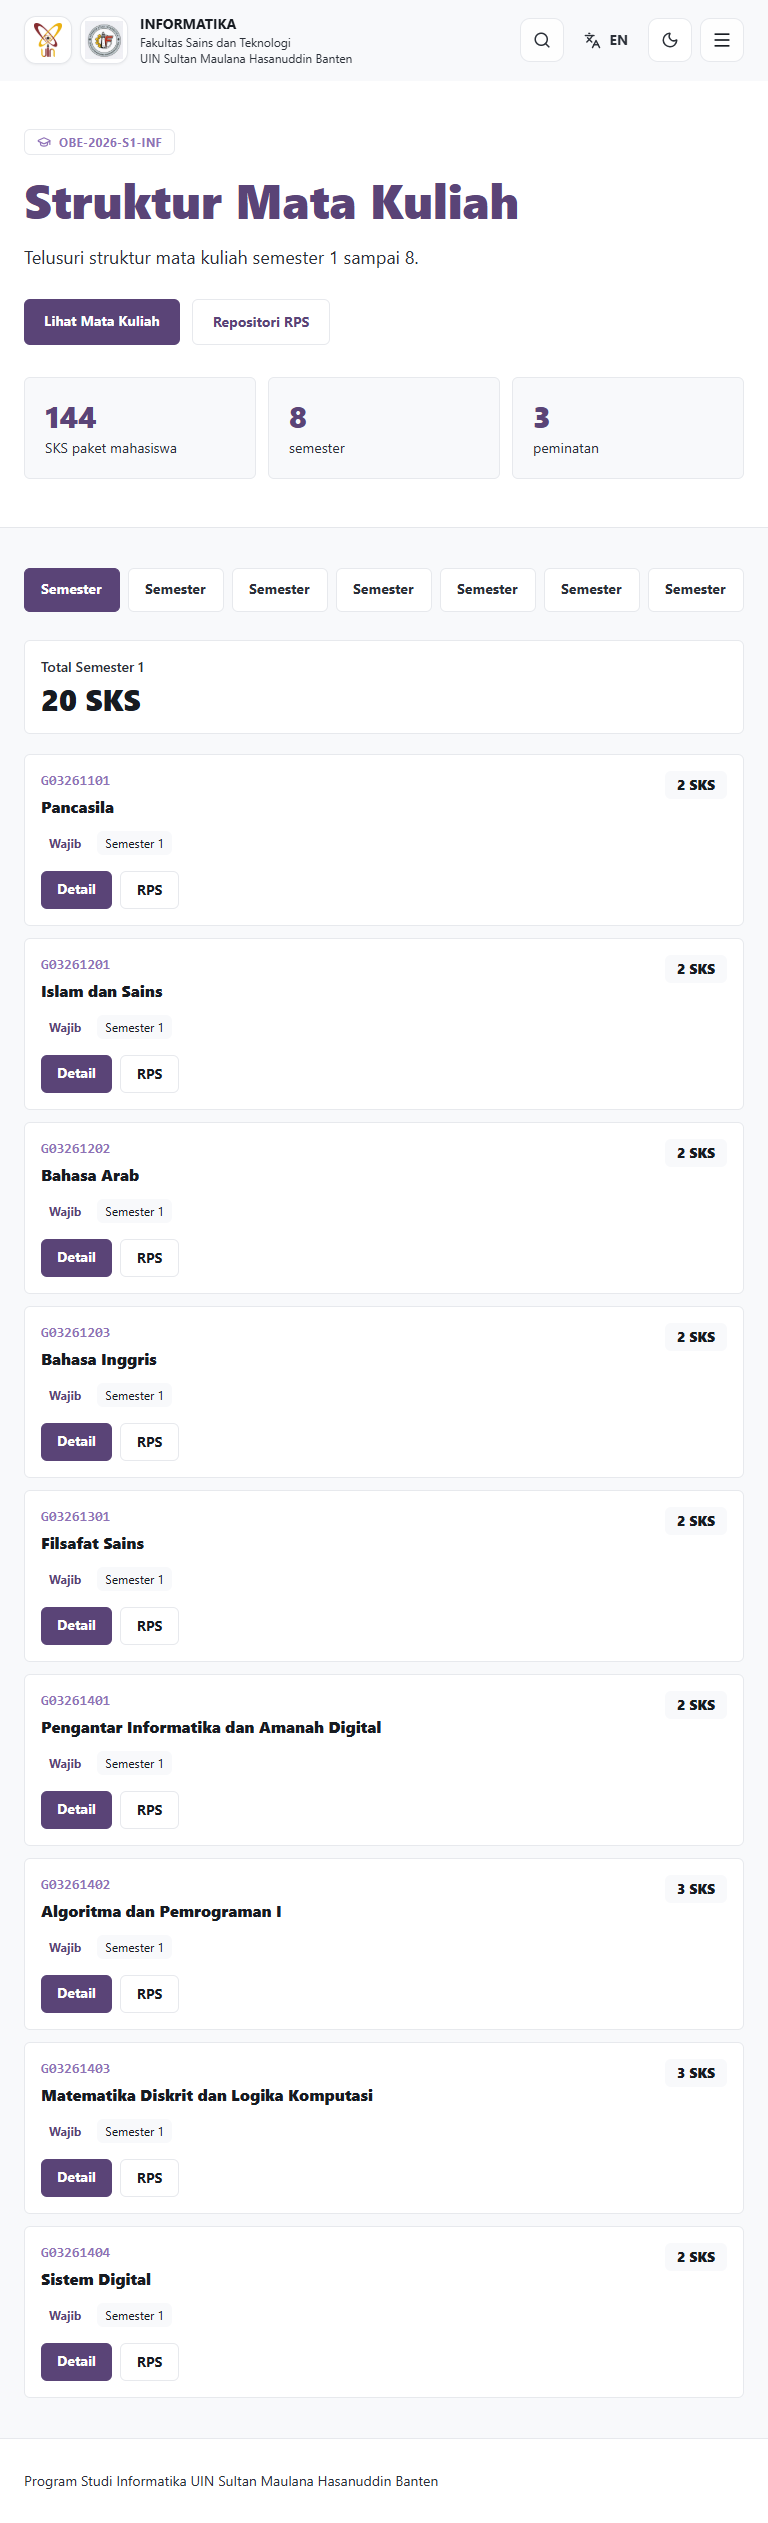 INFORMATIKA
Fakultas Sains dan Teknologi
UIN Sultan Maulana Hasanuddin Banten
EN
OBE-2026-S1-INF
Struktur Mata Kuliah
Telusuri struktur mata kuliah semester 1 sampai 8.
Lihat Mata Kuliah
Repositori RPS
144
SKS paket mahasiswa
8
semester
3
peminatan
Semester
Semester
Semester
Semester
Semester
Semester
Semester
Total Semester 1
20 SKS
G03261101
2 SKS
Pancasila
Wajib
Semester 1
Detail
RPS
G03261201
2 SKS
Islam dan Sains
Wajib
Semester 1
Detail
RPS
G03261202
2 SKS
Bahasa Arab
Wajib
Semester 1
Detail
RPS
G03261203
2 SKS
Bahasa Inggris
Wajib
Semester 1
Detail
RPS
G03261301
2 SKS
Filsafat Sains
Wajib
Semester 1
Detail
RPS
G03261401
2 SKS
Pengantar Informatika dan Amanah Digital
Wajib
Semester 1
Detail
RPS
G03261402
3 SKS
Algoritma dan Pemrograman I
Wajib
Semester 1
Detail
RPS
G03261403
3 SKS
Matematika Diskrit dan Logika Komputasi
Wajib
Semester 1
Detail
RPS
G03261404
2 SKS
Sistem Digital
Wajib
Semester 1
Detail
RPS
Program Studi Informatika UIN Sultan Maulana Hasanuddin Banten